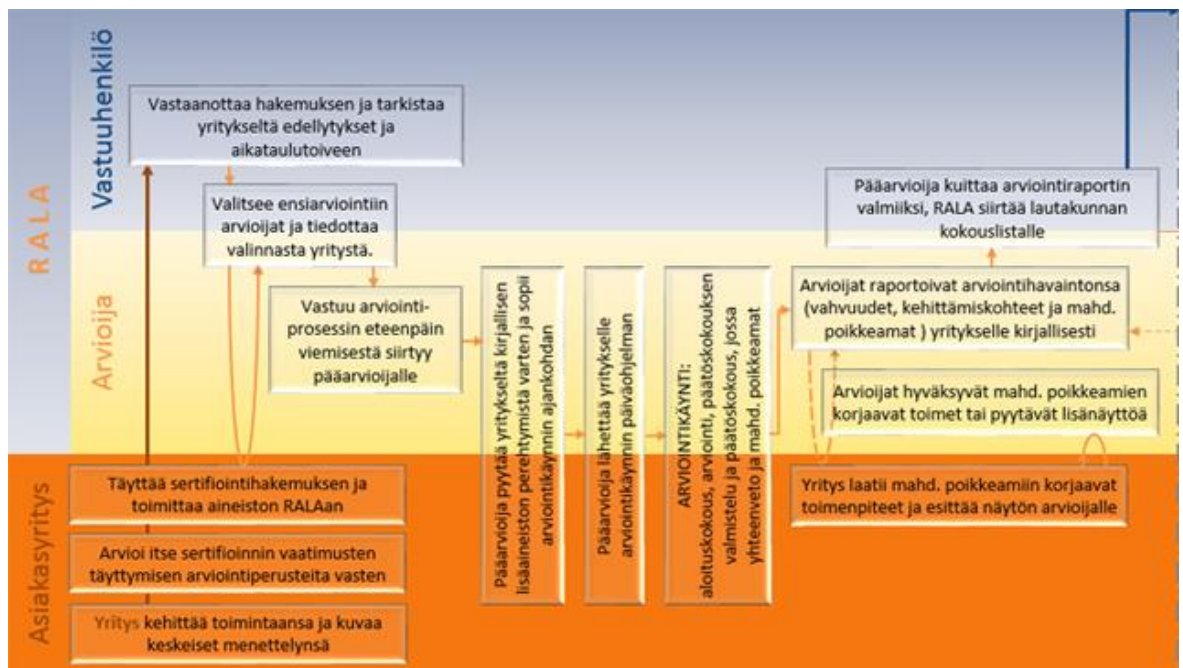 RALA
Vastuuhenkilö
Arvioija
Asiakasyritys
Vastaanottaa hakemuksen ja tarkistaa
yritykseltä edellytykset ja
aikataulutoiveen
Valitsee ensiarviointiin
arvioijat ja tiedottaa
valinnasta yritystä.
Vastuu arviointi-
prosessin eteenpäin
viemisestä siirtyy
pääarvioijalle
Täyttää sertifiointihakemuksen ja
toimittaa aineiston RALAan
Arvioi itse sertifioinnin vaatimusten
täyttymisen arviointiperusteita vasten
Yritys kehittää toimintaansa ja kuvaa
keskeiset menettelynsä
Pääarvioija pyytää yritykseltä kirjallisen
lisäaineiston perehtymistä varten ja sopii
arviointikäynnin ajankohdan
Pääarvioija lähettää yritykselle
arviointikäynnin päiväohjelman
ARVIOINTIKÄYNTI:
aloituskokous, arviointi, päätöskokouksen
valmistelu ja päätöskokous, jossa
yhteenveto ja mahd. poikkeamat
Pääarvioija kuittaa arviointiraportin
valmiiksi, RALA siirtää lautakunnan
kokouslistalle
Arvioijat raportoivat arviointihavaintonsa
(vahvuudet, kehittämiskohteet ja mahd.
poikkeamat ) yritykselle kirjallisesti
Arvioijat hyväksyvät mahd. poikkeamien
korjaavat toimet tai pyytävät lisänäyttöä
Yritys laatii mahd. poikkeamiin korjaavat
toimenpiteet ja esittää näytön arvioijalle